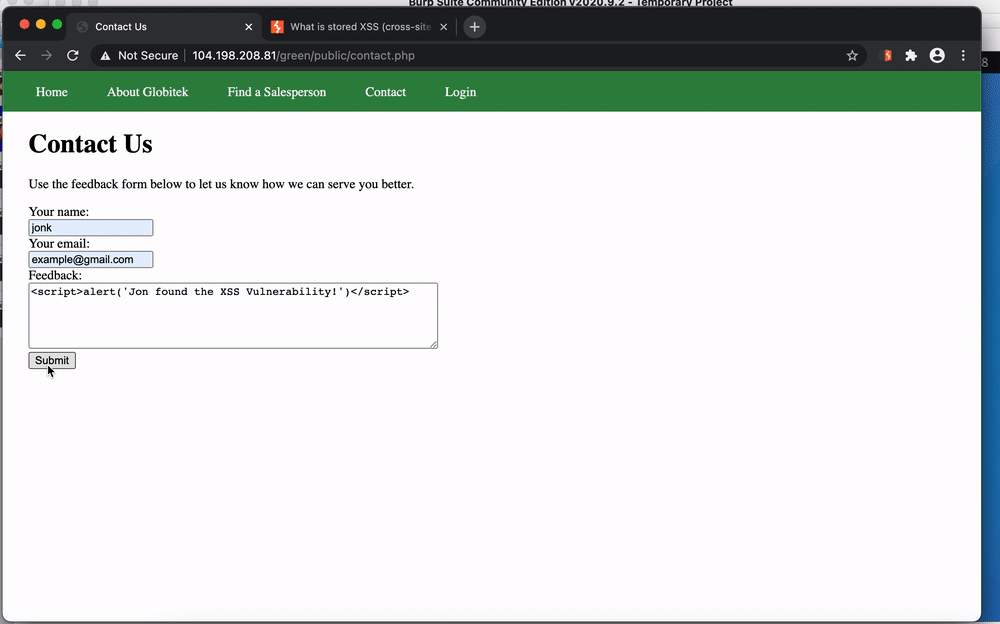 Burp Suite Community Edition v2020.9.2 - Temporary Project
Contact Us
What is stored XSS (cross-site
Not Secure
104.198.208.81/green/public/contact.php
8
Home
About Globitek
Find a Salesperson
Contact
Login
Contact Us
Use the feedback form below to let us know how we can serve you better.
Your name:
jonk
Your email:
example@gmail.com
Feedback:
<script>alert('Jon found the XSS Vulnerability!')</script>
Submit